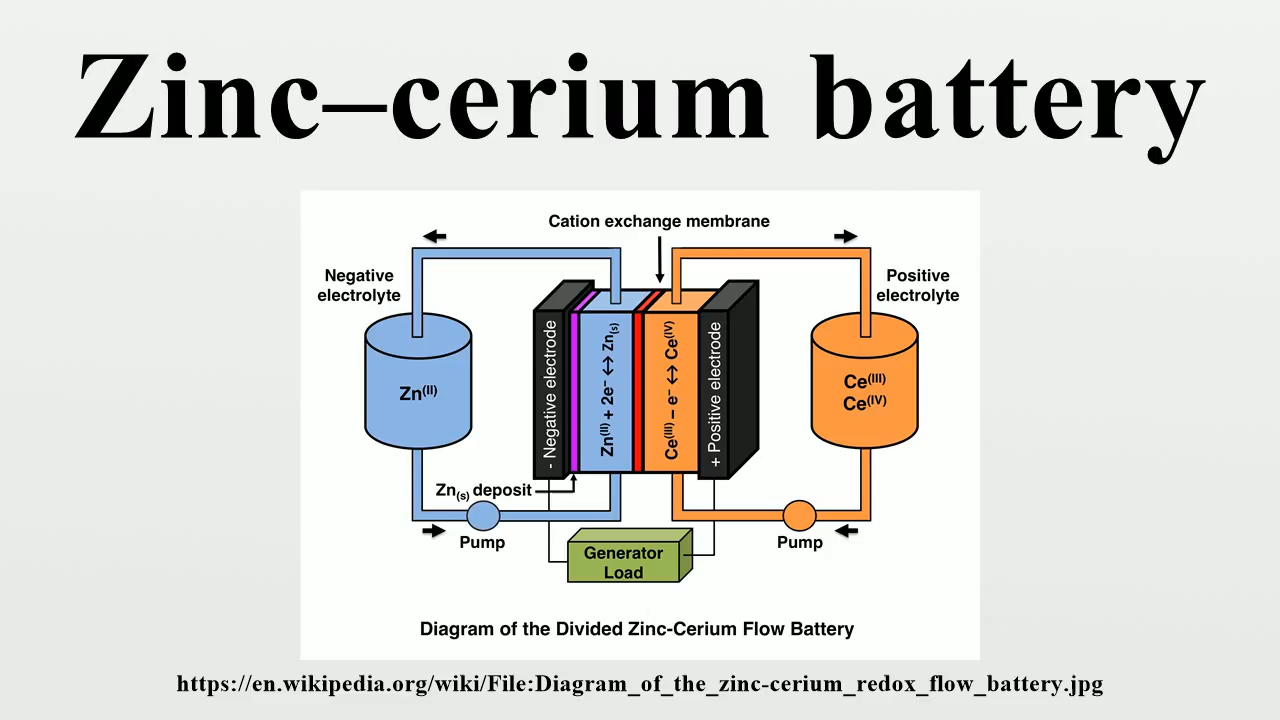 Zinc–cerium battery
Cation exchange membrane
Negative
electrolyte
Positive
electrolyte
Zn(II)
- Negative electrode
Zn(II) + 2e⁻ ↔ Zn(s)
Ce(III) – e⁻ ↔ Ce(IV)
+ Positive electrode
Ce(III)
Ce(IV)
Zn(s) deposit
Pump
Pump
Generator
Load
Diagram of the Divided Zinc-Cerium Flow Battery
https://en.wikipedia.org/wiki/File:Diagram_of_the_zinc-cerium_redox_flow_battery.jpg